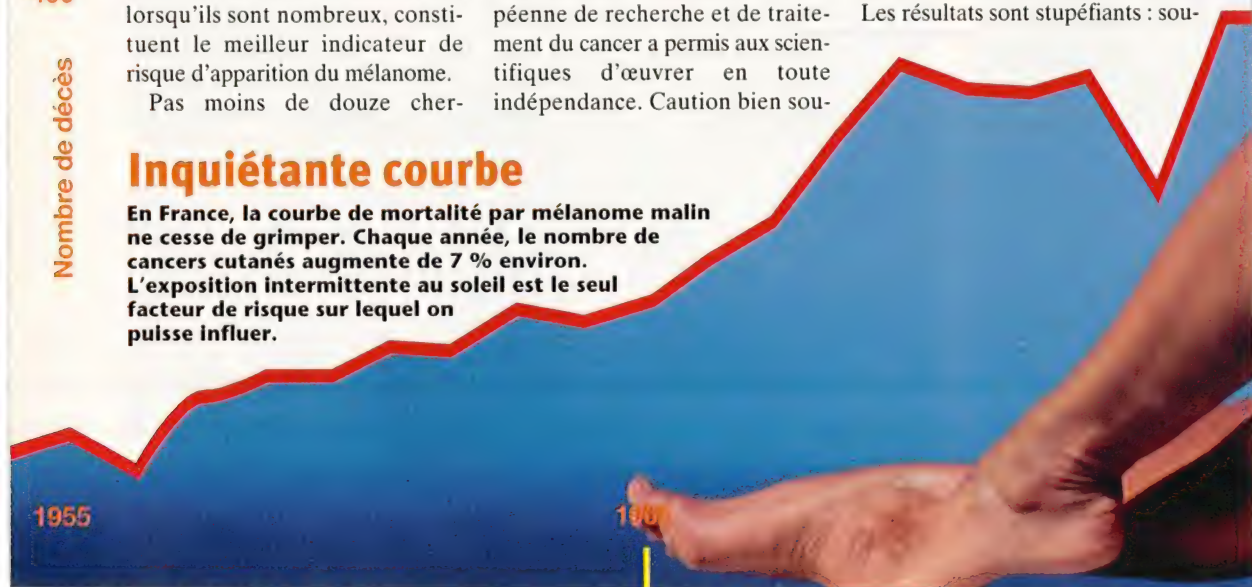 lorsqu'ils sont nombreux, consti-
tuent le meilleur indicateur de
risque d'apparition du mélanome.
Pas moins de douze cher-
péenne de recherche et de traite-
ment du cancer a permis aux scien-
tifiques d'œuvrer en toute
indépendance. Caution bien sou-
Les résultats sont stupéfiants : sou-
Nombre de décès
Inquiétante courbe
En France, la courbe de mortalité par mélanome malin
ne cesse de grimper. Chaque année, le nombre de
cancers cutanés augmente de 7 % environ.
L'exposition intermittente au soleil est le seul
facteur de risque sur lequel on
puisse influer.
1955